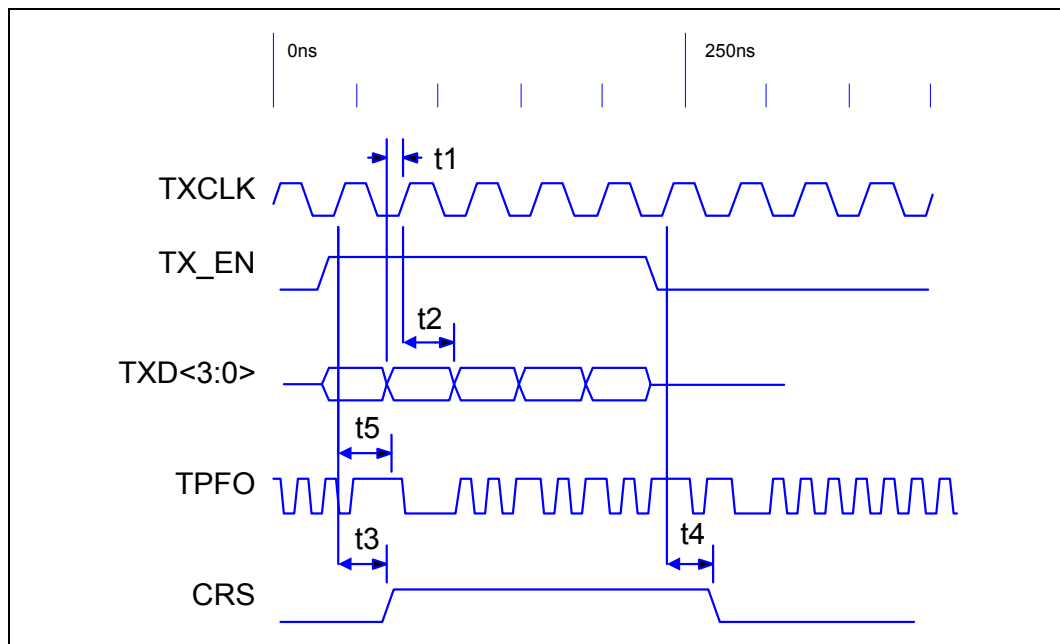 0ns 250ns
t1
TXCLK
TX_EN
t2
TXD<3:0>
t5
TPFO
t3 t4
CRS